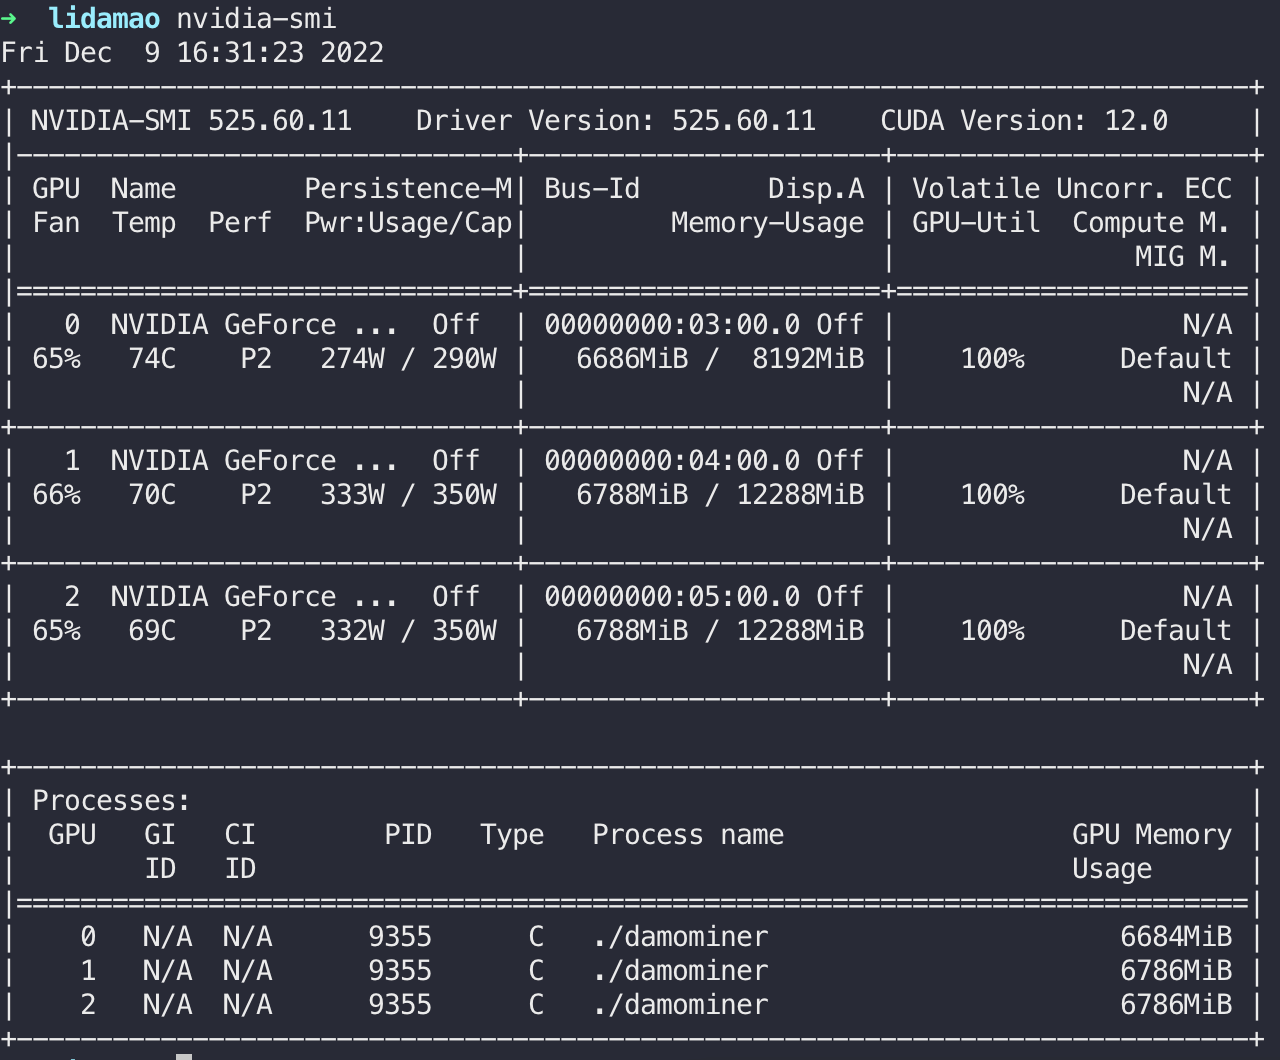 ➜  lidamao nvidia-smi
Fri Dec  9 16:31:23 2022
+-----------------------------------------------------------------------------+
| NVIDIA-SMI 525.60.11    Driver Version: 525.60.11    CUDA Version: 12.0     |
|-------------------------------+----------------------+----------------------+
| GPU  Name        Persistence-M| Bus-Id        Disp.A | Volatile Uncorr. ECC |
| Fan  Temp  Perf  Pwr:Usage/Cap|         Memory-Usage | GPU-Util  Compute M. |
|                               |                      |               MIG M. |
|===============================+======================+======================|
|   0  NVIDIA GeForce ...  Off  | 00000000:03:00.0 Off |                  N/A |
| 65%   74C    P2   274W / 290W |   6686MiB /  8192MiB |    100%      Default |
|                               |                      |                  N/A |
+-------------------------------+----------------------+----------------------+
|   1  NVIDIA GeForce ...  Off  | 00000000:04:00.0 Off |                  N/A |
| 66%   70C    P2   333W / 350W |   6788MiB / 12288MiB |    100%      Default |
|                               |                      |                  N/A |
+-------------------------------+----------------------+----------------------+
|   2  NVIDIA GeForce ...  Off  | 00000000:05:00.0 Off |                  N/A |
| 65%   69C    P2   332W / 350W |   6788MiB / 12288MiB |    100%      Default |
|                               |                      |                  N/A |
+-------------------------------+----------------------+----------------------+

+-----------------------------------------------------------------------------+
| Processes:                                                                  |
|  GPU   GI   CI        PID   Type   Process name                  GPU Memory |
|        ID   ID                                                   Usage      |
|=============================================================================|
|    0   N/A  N/A      9355      C   ./damominer                      6684MiB |
|    1   N/A  N/A      9355      C   ./damominer                      6786MiB |
|    2   N/A  N/A      9355      C   ./damominer                      6786MiB |
+-----------------------------------------------------------------------------+